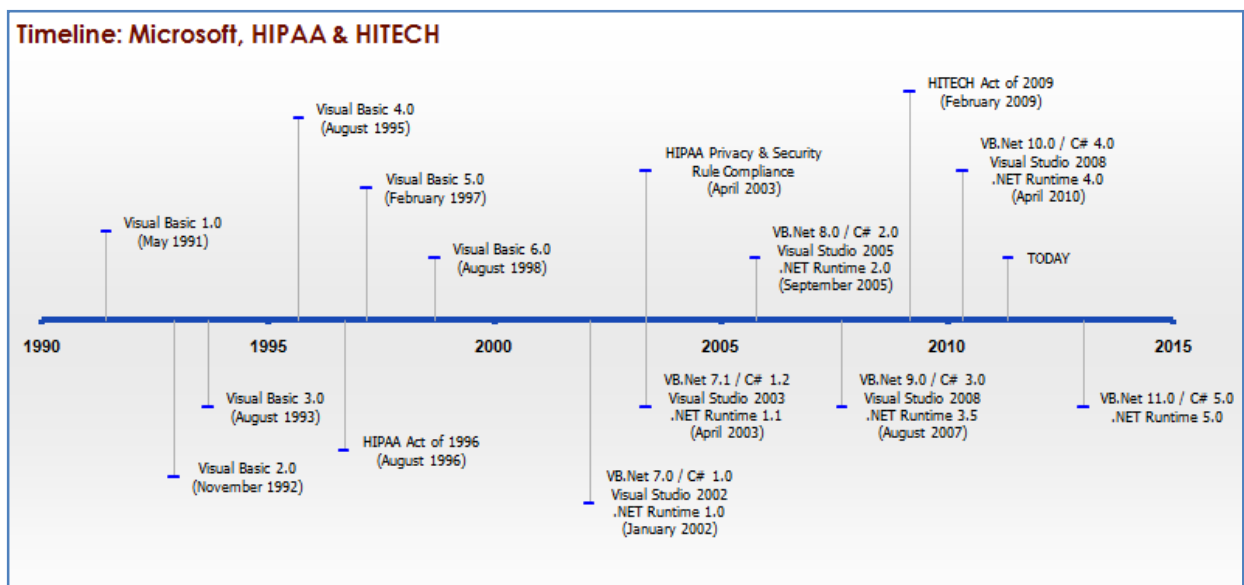 Timeline: Microsoft, HIPAA & HITECH
HITECH Act of 2009
(February 2009)
Visual Basic 4.0
(August 1995)
VB.Net 10.0 / C# 4.0
Visual Studio 2008
.NET Runtime 4.0
(April 2010)
HIPAA Privacy & Security
Rule Compliance
(April 2003)
Visual Basic 5.0
(February 1997)
Visual Basic 1.0
(May 1991)
VB.Net 8.0 / C# 2.0
Visual Studio 2005
.NET Runtime 2.0
(September 2005)
Visual Basic 6.0
(August 1998)
TODAY
1990
1995
2000
2005
2010
2015
Visual Basic 3.0
(August 1993)
VB.Net 7.1 / C# 1.2
Visual Studio 2003
.NET Runtime 1.1
(April 2003)
VB.Net 9.0 / C# 3.0
Visual Studio 2008
.NET Runtime 3.5
(August 2007)
VB.Net 11.0 / C# 5.0
.NET Runtime 5.0
HIPAA Act of 1996
(August 1996)
Visual Basic 2.0
(November 1992)
VB.Net 7.0 / C# 1.0
Visual Studio 2002
.NET Runtime 1.0
(January 2002)